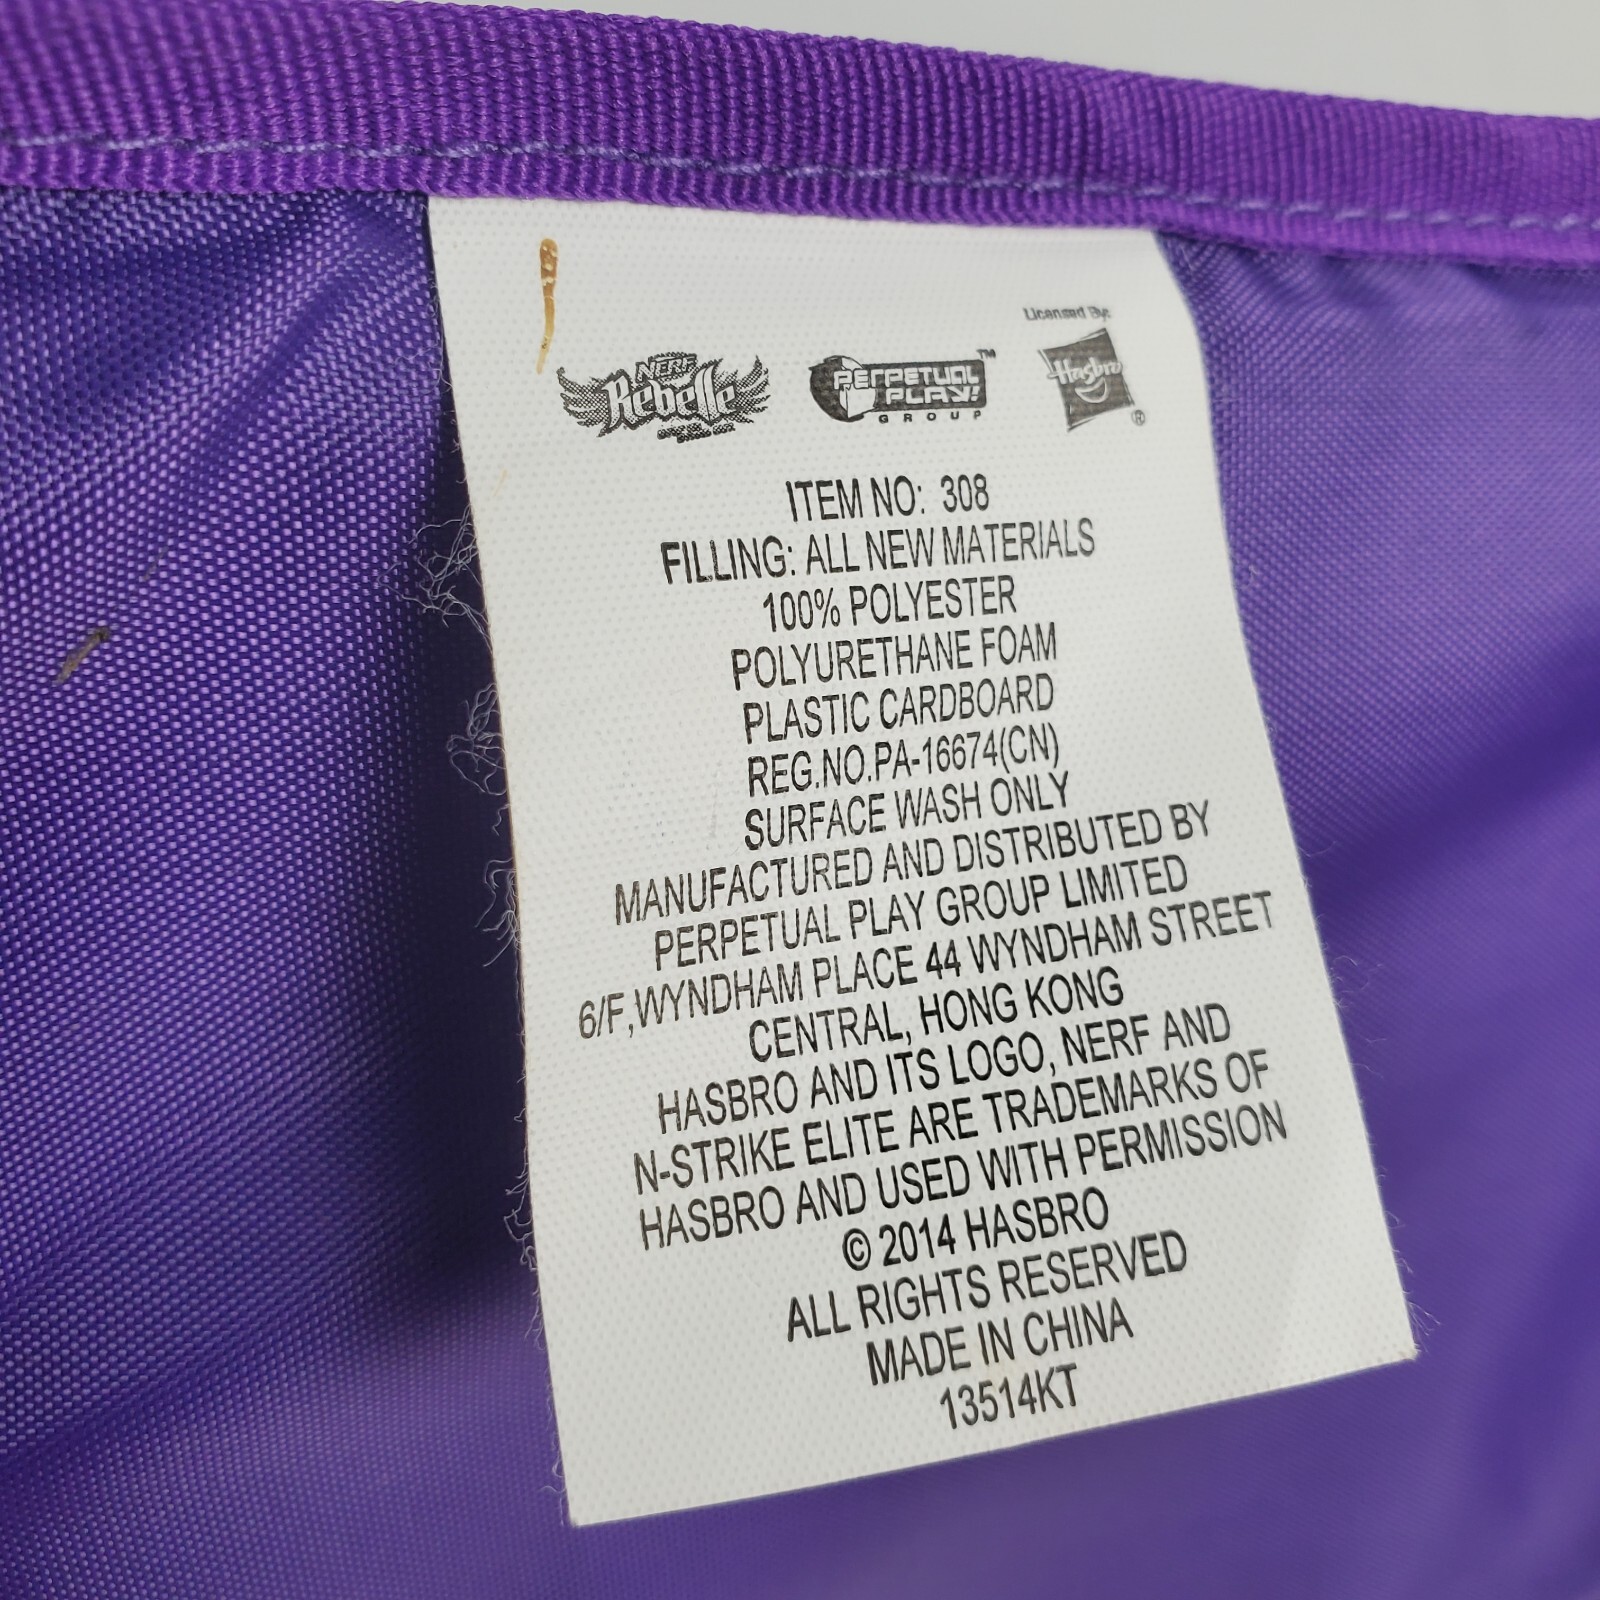 Licensed By:
NERF
Rebelle
PERPETUAL
PLAY!
GROUP
TM
Hasbro
®
ITEM NO: 308
FILLING: ALL NEW MATERIALS
100% POLYESTER
POLYURETHANE FOAM
PLASTIC CARDBOARD
REG.NO.PA-16674(CN)
SURFACE WASH ONLY
MANUFACTURED AND DISTRIBUTED BY
PERPETUAL PLAY GROUP LIMITED
6/F,WYNDHAM PLACE 44 WYNDHAM STREET
CENTRAL, HONG KONG
HASBRO AND ITS LOGO, NERF AND
N-STRIKE ELITE ARE TRADEMARKS OF
HASBRO AND USED WITH PERMISSION
© 2014 HASBRO
ALL RIGHTS RESERVED
MADE IN CHINA
13514KT